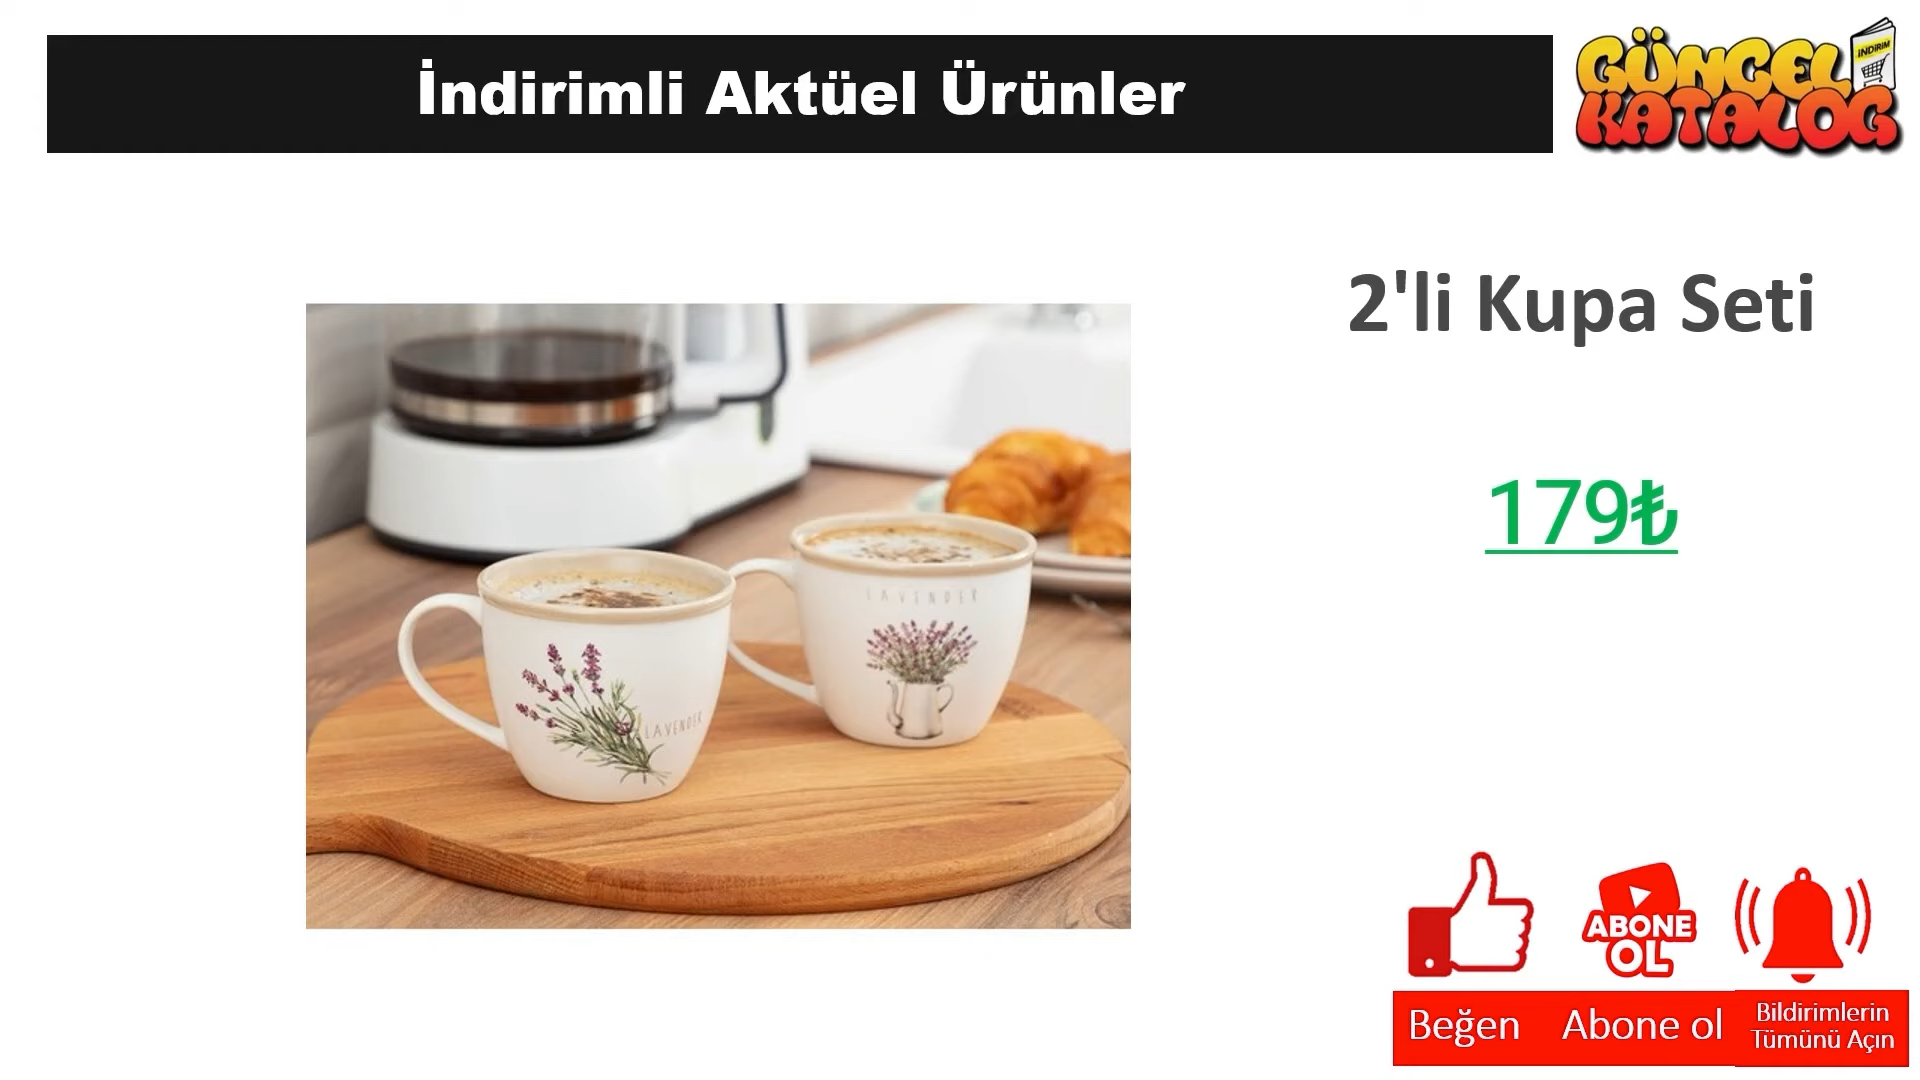 İndirimli Aktüel Ürünler
GÜNCEL
KATALOG
İNDİRİM
2'li Kupa Seti
179₺
LAVENDER
LAVENDER
ABONE
OL
Beğen
Abone ol
Bildirimlerin
Tümünü Açın